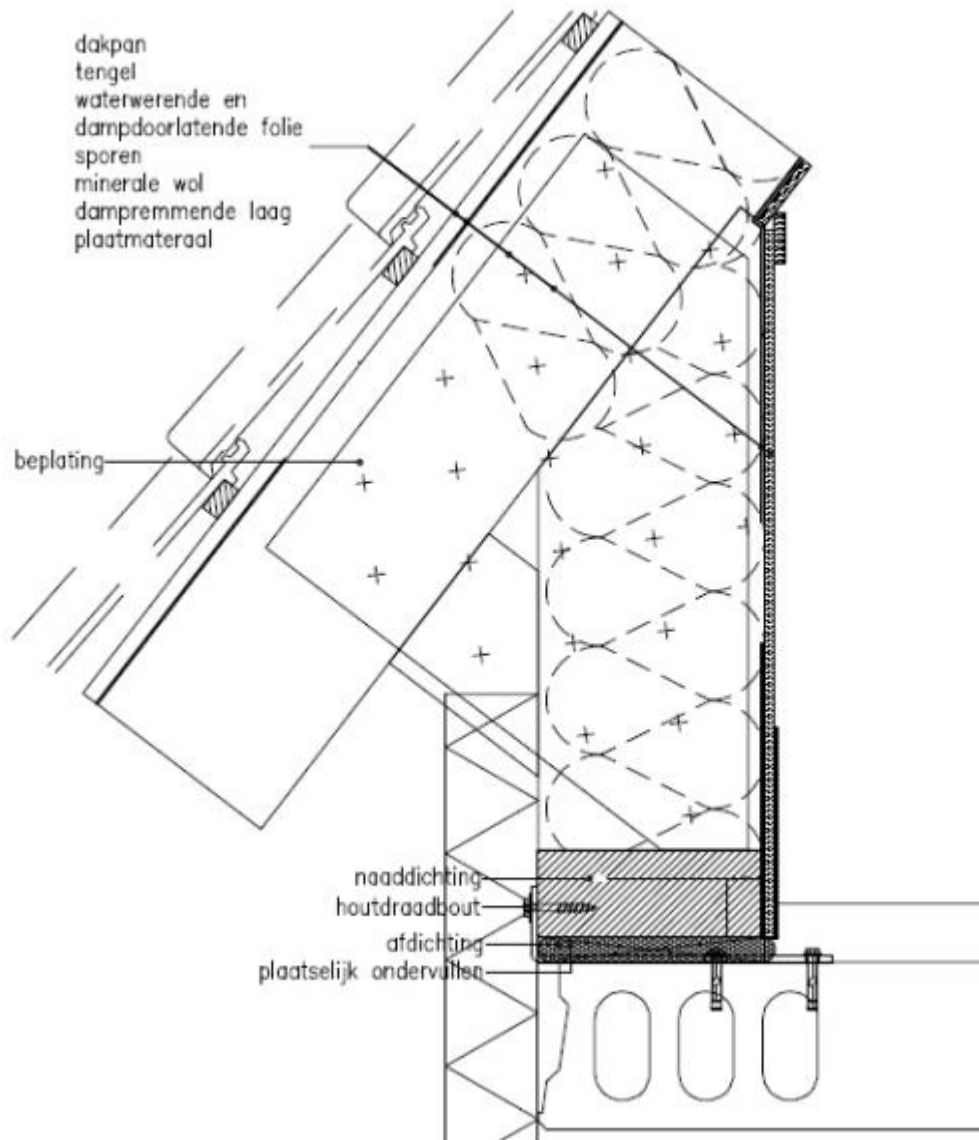 dakpan
tengel
waterwerende en
dampdoorlatende folie
sporen
minerale wol
dampremmende laag
plaatmateraal
beplating
naaddichting
houtdraadbout
afdichting
plaatselijk ondervullen